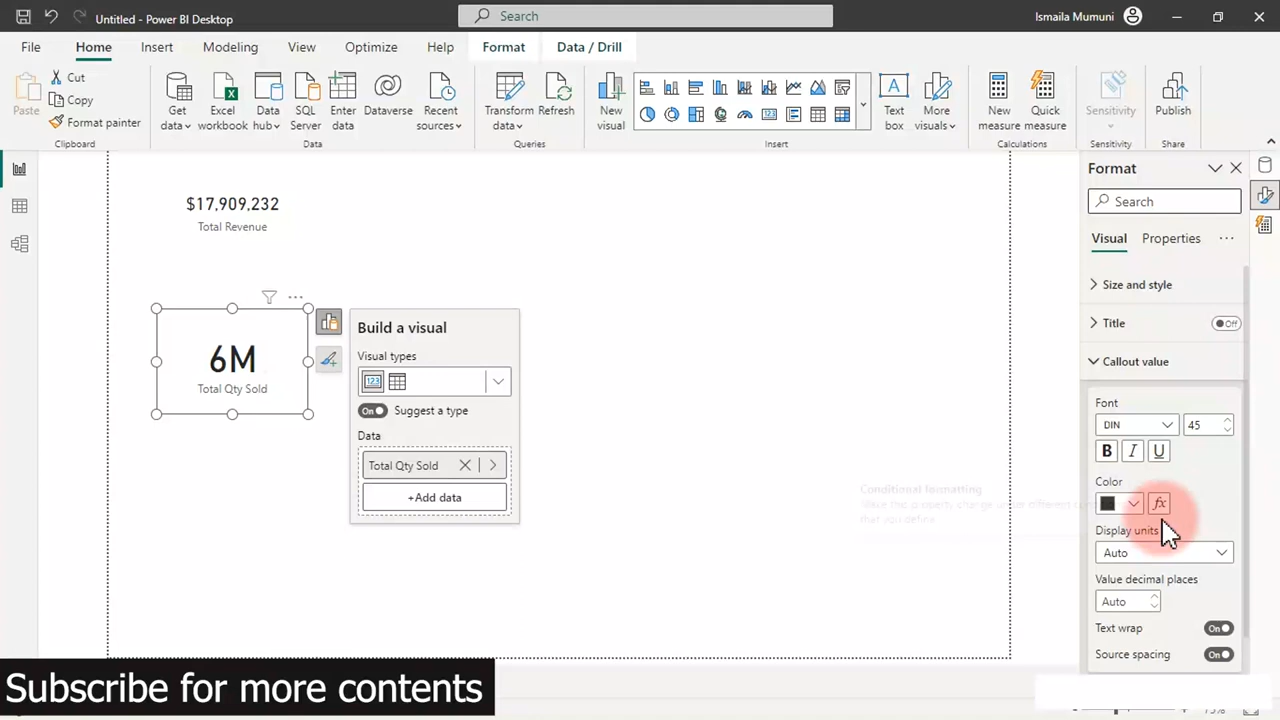 Untitled - Power BI Desktop
Search
Ismaila Mumuni
File Home Insert Modeling View Optimize Help Format Data / Drill
Paste
Cut
Copy
Format painter
Clipboard
Get data
Excel workbook
Data hub
SQL Server
Enter data
Dataverse
Recent sources
Data
Transform data
Refresh
Queries
New visual
Text box
More visuals
Insert
New measure
Quick measure
Calculations
Sensitivity
Sensitivity
Publish
Share
$17,909,232
Total Revenue
6M
Total Qty Sold
Build a visual
Visual types
123
On Suggest a type
Data
Total Qty Sold
+Add data
Conditional formatting
Format
Search
Visual Properties
Size and style
Title Off
Callout value
Font
DIN 45
B I U
Color
fx
Display units
Auto
Value decimal places
Auto
Text wrap On
Source spacing On
Subscribe for more contents